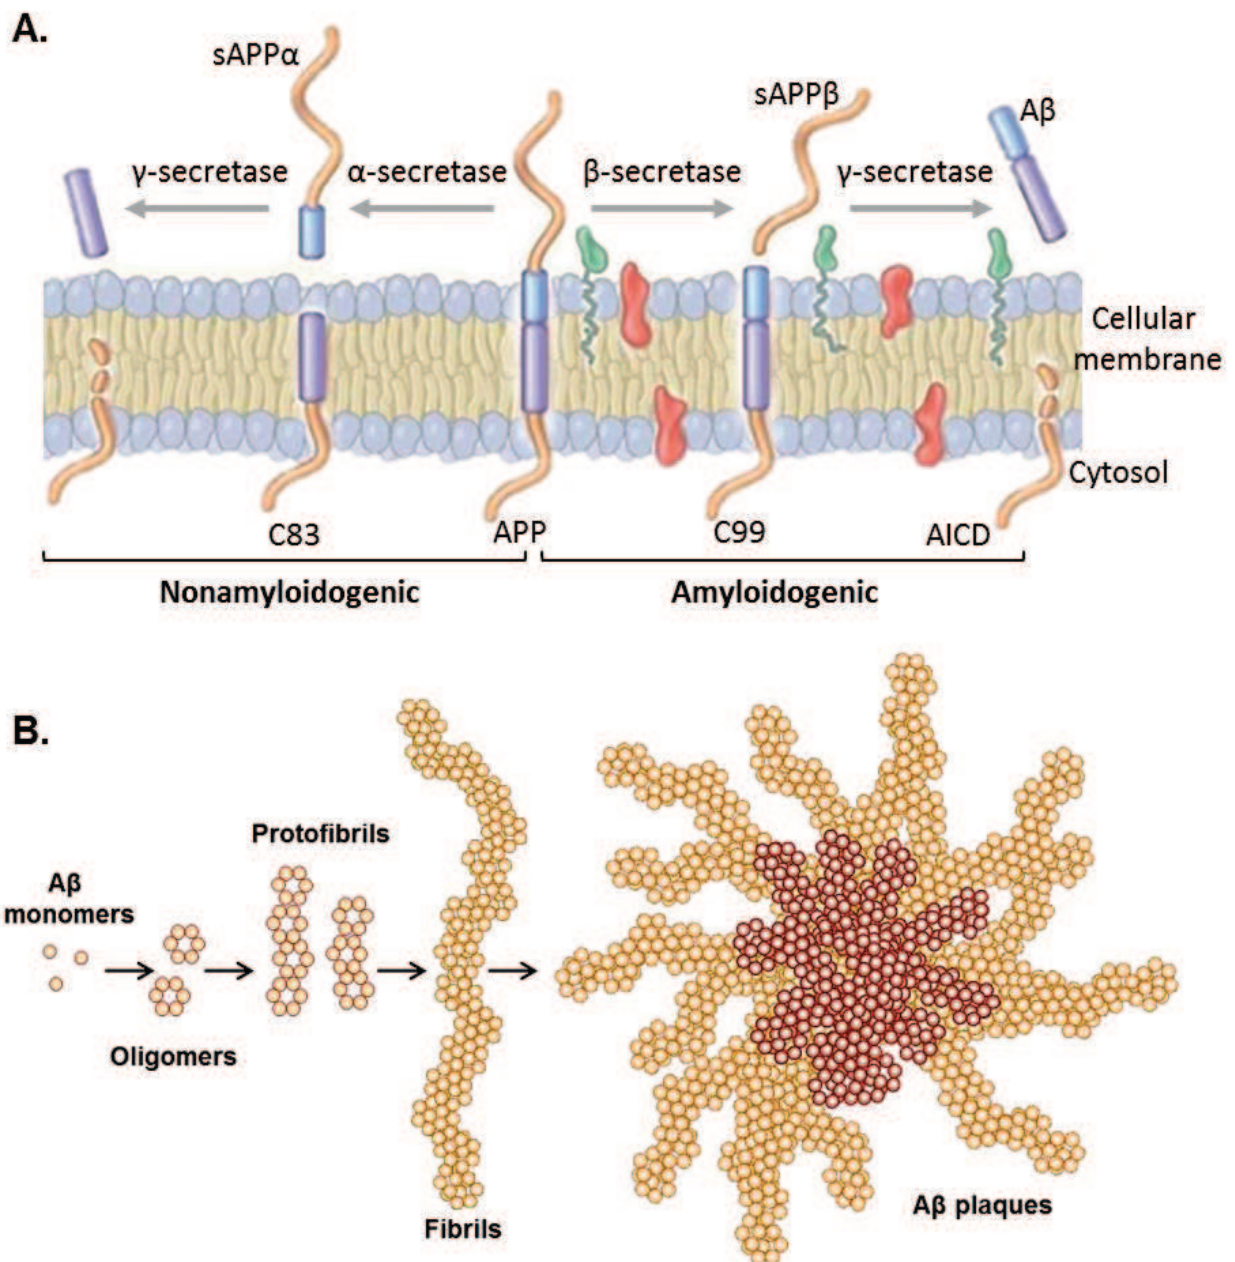 A.
sAPPα
sAPPβ
Aβ
γ-secretase
α-secretase
β-secretase
γ-secretase
Cellular
membrane
Cytosol
C83
APP
C99
AICD
Nonamyloidogenic
Amyloidogenic
B.
Protofibrils
Aβ
monomers
Oligomers
Fibrils
Aβ plaques